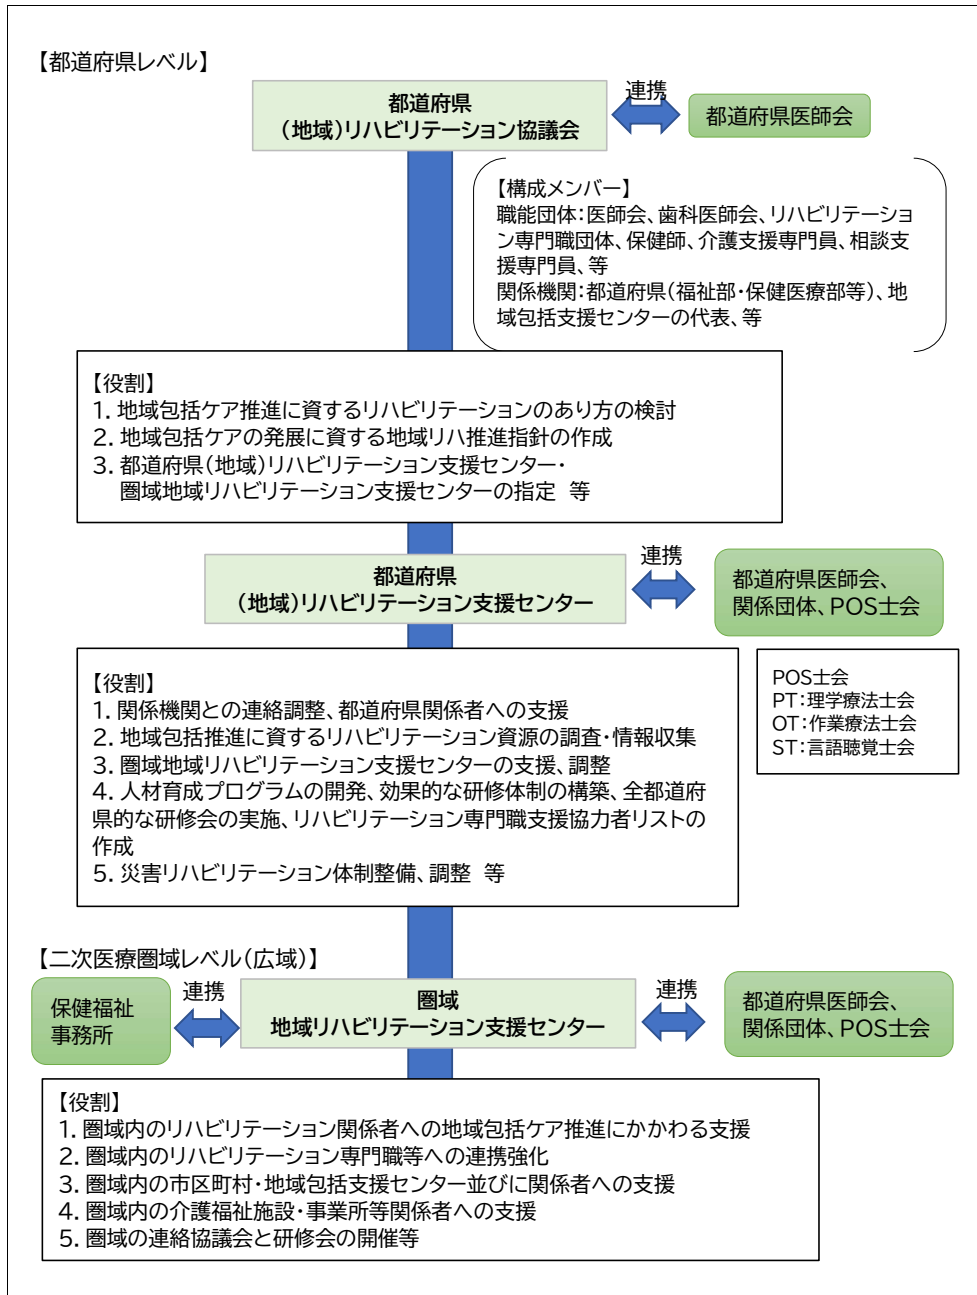 【都道府県レベル】
都道府県
(地域)リハビリテーション協議会
連携
都道府県医師会
【構成メンバー】
職能団体:医師会、歯科医師会、リハビリテーショ
ン専門職団体、保健師、介護支援専門員、相談支
援専門員、等
関係機関:都道府県(福祉部・保健医療部等)、地
域包括支援センターの代表、等
【役割】
1. 地域包括ケア推進に資するリハビリテーションのあり方の検討
2. 地域包括ケアの発展に資する地域リハ推進指針の作成
3. 都道府県(地域)リハビリテーション支援センター・
圏域地域リハビリテーション支援センターの指定 等
都道府県
(地域)リハビリテーション支援センター
連携
都道府県医師会、
関係団体、POS士会
【役割】
1. 関係機関との連絡調整、都道府県関係者への支援
2. 地域包括推進に資するリハビリテーション資源の調査・情報収集
3. 圏域地域リハビリテーション支援センターの支援、調整
4. 人材育成プログラムの開発、効果的な研修体制の構築、全都道府
県的な研修会の実施、リハビリテーション専門職支援協力者リストの
作成
5. 災害リハビリテーション体制整備、調整 等
POS士会
PT:理学療法士会
OT:作業療法士会
ST:言語聴覚士会
【二次医療圏域レベル(広域)】
保健福祉
事務所
連携
圏域
地域リハビリテーション支援センター
連携
都道府県医師会、
関係団体、POS士会
【役割】
1. 圏域内のリハビリテーション関係者への地域包括ケア推進にかかわる支援
2. 圏域内のリハビリテーション専門職等への連携強化
3. 圏域内の市区町村・地域包括支援センター並びに関係者への支援
4. 圏域内の介護福祉施設・事業所等関係者への支援
5. 圏域の連絡協議会と研修会の開催等